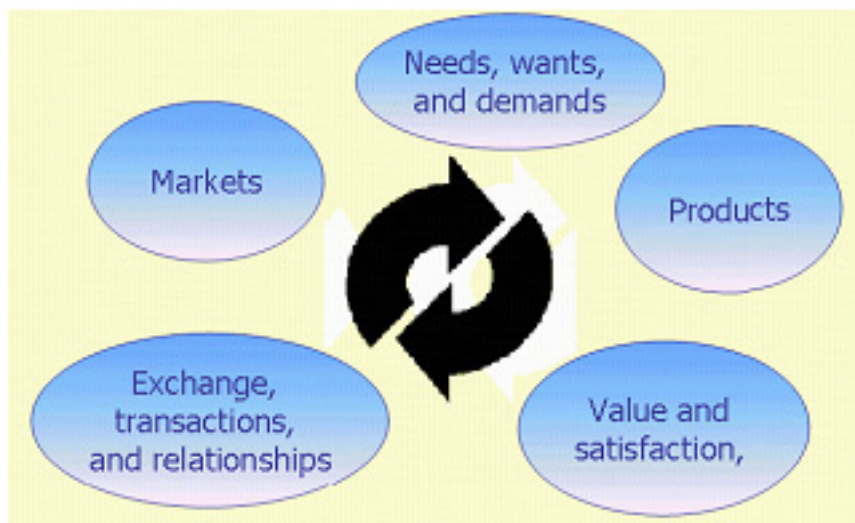 Needs, wants,
and demands
Markets
Products
Exchange,
transactions,
and relationships
Value and
satisfaction,